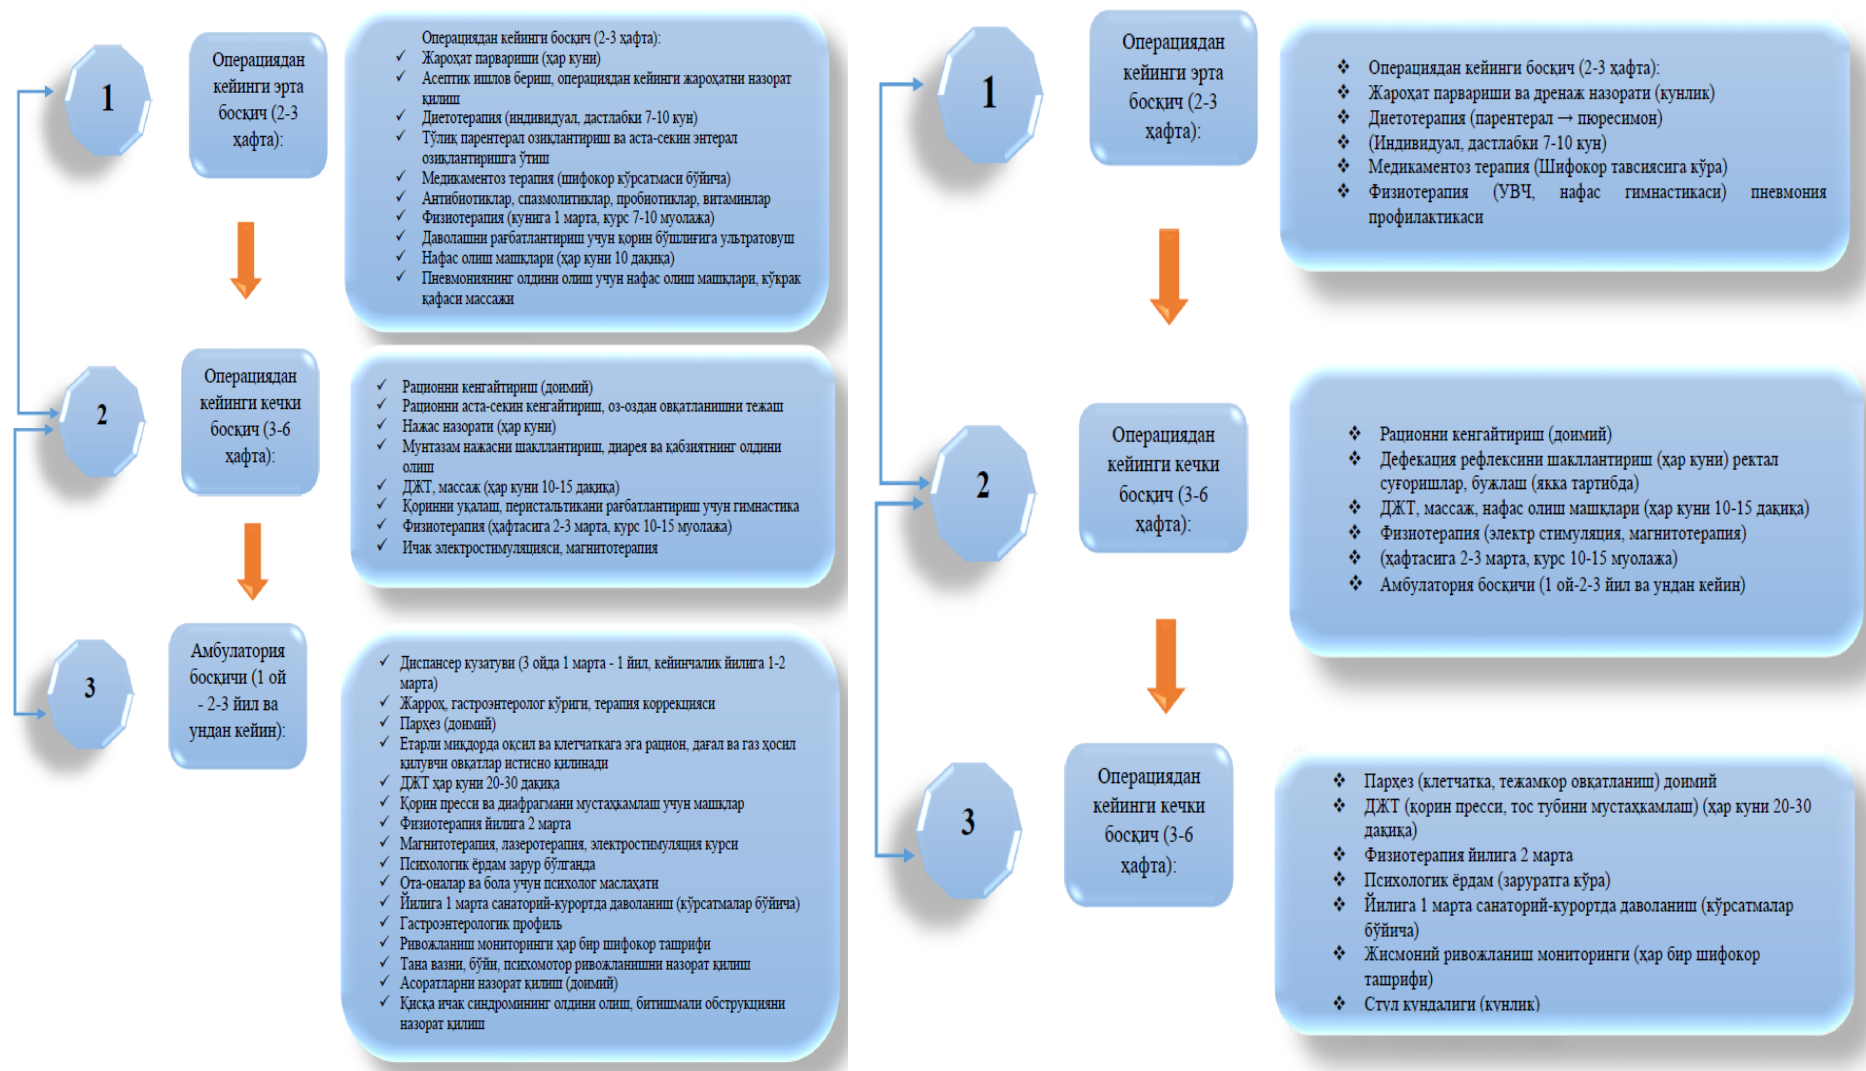 1
Операциядан
кейинги эрта
босқич (2-3
ҳафта):
Операциядан кейинги босқич (2-3 ҳафта):
✓ Жароҳат парвариши (ҳар куни)
✓ Асептик ишлов бериш, операциядан кейинги жароҳатни назорат
қилиш
✓ Диетотерапия (индивидуал, дастлабки 7-10 кун)
✓ Тўлиқ парентерал озиқлантириш ва аста-секин энтерал
озиқлантиришга ўтиш
✓ Медикаментоз терапия (шифокор кўрсатмаси бўйича)
✓ Антибиотиклар, спазмолитиклар, пробиотиклар, витаминлар
✓ Физиотерапия (кунига 1 марта, курс 7-10 муолажа)
✓ Даволашни рағбатлантириш учун қорин бўшлиғига ультратовуш
✓ Нафас олиш машқлари (ҳар куни 10 дақиқа)
✓ Пневмониянинг олдини олиш учун нафас олиш машқлари, кўкрак
қафаси массажи
2
Операциядан
кейинги кечки
босқич (3-6
ҳафта):
✓ Рационни кенгайтириш (доимий)
✓ Рационни аста-секин кенгайтириш, оз-оздан овқатланишни тежаш
✓ Нажас назорати (ҳар куни)
✓ Мунтазам нажасни шакллантириш, диарея ва қабзиятнинг олдини
олиш
✓ ДЖТ, массаж (ҳар куни 10-15 дақиқа)
✓ Қоринни уқалаш, перистальтикани рағбатлантириш учун гимнастика
✓ Физиотерапия (ҳафтасига 2-3 марта, курс 10-15 муолажа)
✓ Ичак электростимуляцияси, магнитотерапия
3
Амбулатория
босқичи (1 ой
- 2-3 йил ва
ундан кейин):
✓ Диспансер кузатуви (3 ойда 1 марта - 1 йил, кейинчалик йилига 1-2
марта)
✓ Жарроҳ, гастроэнтеролог кўриги, терапия коррекцияси
✓ Парҳез (доимий)
✓ Етарли миқдорда оқсил ва клетчаткага эга рацион, дағал ва газ ҳосил
қилувчи овқатлар истисно қилинади
✓ ДЖТ ҳар куни 20-30 дақиқа
✓ Қорин пресси ва диафрагмани мустаҳкамлаш учун машқлар
✓ Физиотерапия йилига 2 марта
✓ Магнитотерапия, лазеротерапия, электростимуляция курси
✓ Психологик ёрдам зарур бўлганда
✓ Ота-оналар ва бола учун психолог маслаҳати
✓ Йилига 1 марта санаторий-курортда даволаниш (кўрсатмалар бўйича)
✓ Гастроэнтерологик профиль
✓ Ривожланиш мониторинги ҳар бир шифокор ташрифи
✓ Тана вазни, бўйи, психомотор ривожланишни назорат қилиш
✓ Асоратларни назорат қилиш (доимий)
✓ Қисқа ичак синдромининг олдини олиш, битишмали обструкцияни
назорат қилиш
1
Операциядан
кейинги эрта
босқич (2-3
ҳафта):
❖ Операциядан кейинги босқич (2-3 ҳафта):
❖ Жароҳат парвариши ва дренаж назорати (кунлик)
❖ Диетотерапия (парентерал → пюресимон)
❖ (Индивидуал, дастлабки 7-10 кун)
❖ Медикаментоз терапия (Шифокор тавсиясига кўра)
❖ Физиотерапия (УВЧ, нафас гимнастикаси) пневмония
профилактикаси
2
Операциядан
кейинги кечки
босқич (3-6
ҳафта):
❖ Рационни кенгайтириш (доимий)
❖ Дефекация рефлексини шакллантириш (ҳар куни) ректал
суғоришлар, бужлаш (якка тартибда)
❖ ДЖТ, массаж, нафас олиш машқлари (ҳар куни 10-15 дақиқа)
❖ Физиотерапия (электр стимуляция, магнитотерапия)
❖ (ҳафтасига 2-3 марта, курс 10-15 муолажа)
❖ Амбулатория босқичи (1 ой-2-3 йил ва ундан кейин)
3
Операциядан
кейинги кечки
босқич (3-6
ҳафта):
❖ Парҳез (клетчатка, тежамкор овқатланиш) доимий
❖ ДЖТ (қорин пресси, тос тубини мустаҳкамлаш) (ҳар куни 20-30
дақиқа)
❖ Физиотерапия йилига 2 марта
❖ Психологик ёрдам (заруратга кўра)
❖ Йилига 1 марта санаторий-курортда даволаниш (кўрсатмалар
бўйича)
❖ Жисмоний ривожланиш мониторинги (ҳар бир шифокор
ташрифи)
❖ Стул кундалиги (кунлик)